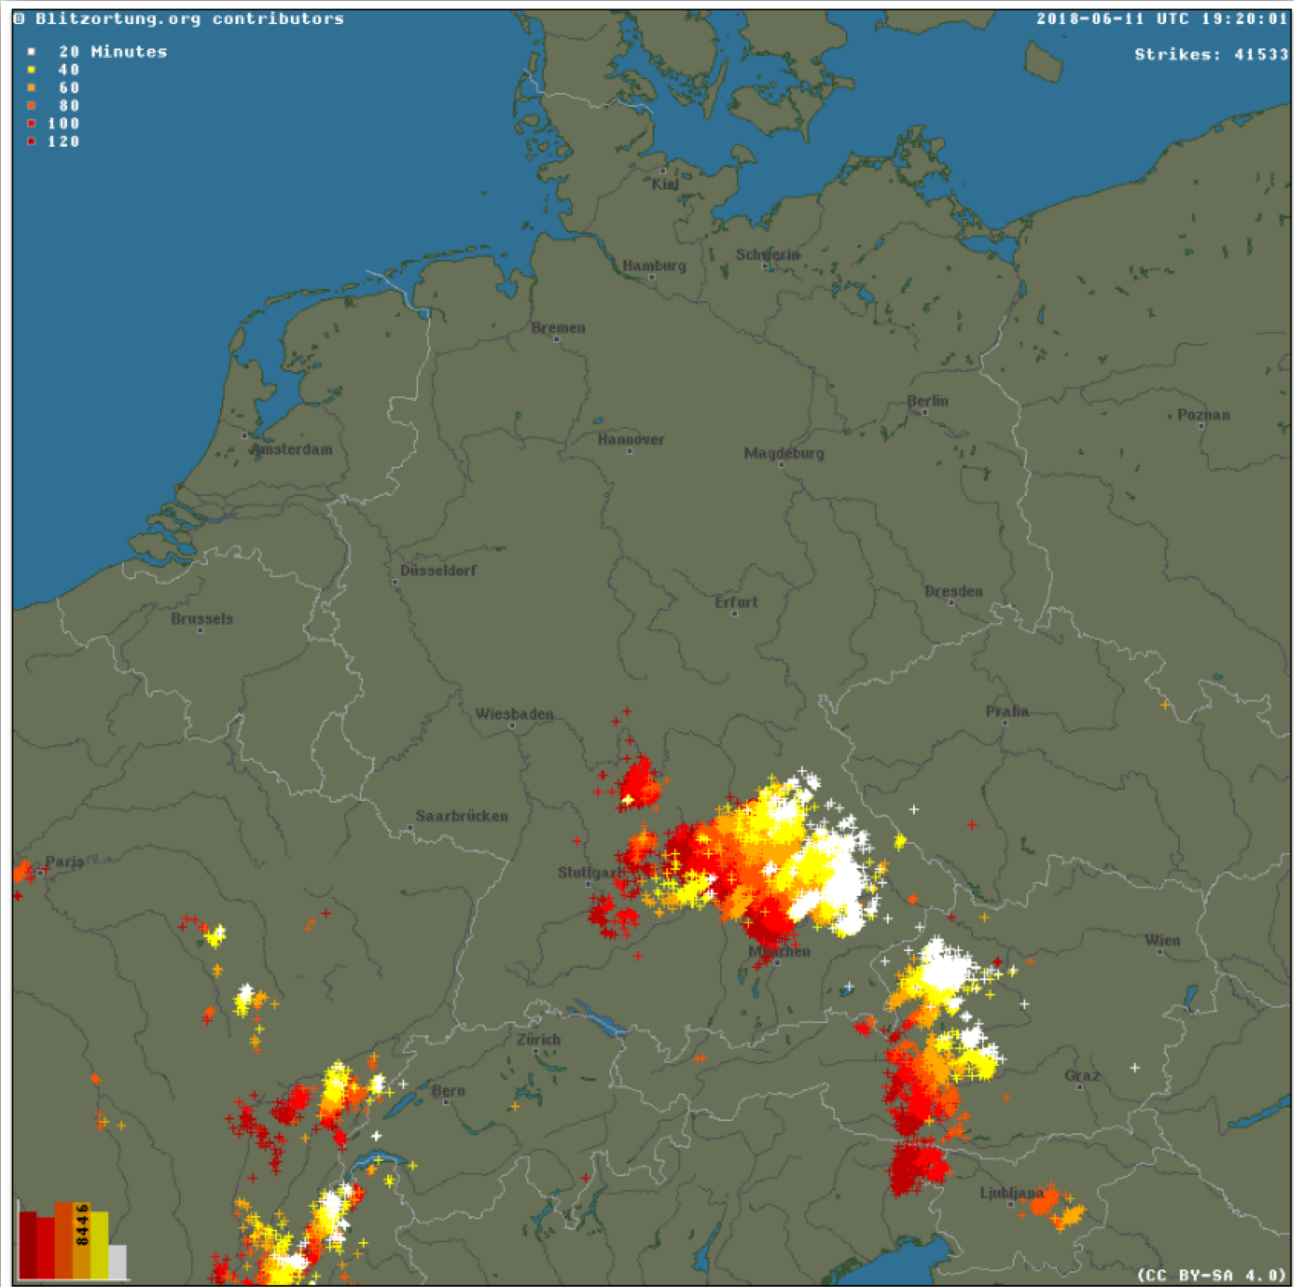 © Blitzortung.org contributors
2018-06-11 UTC 19:20:01
20 Minutes
Strikes: 41533
40
60
80
100
120
Kiel
Schwerin
Hamburg
Bremen
Berlin
Poznan
Hannover
Amsterdam
Magdeburg
Düsseldorf
Dresden
Erfurt
Brussels
Praha
Wiesbaden
Saarbrücken
Paris
Stuttgart
Wien
München
Zürich
Graz
Bern
Ljubljana
8446
(CC BY-SA 4.0)